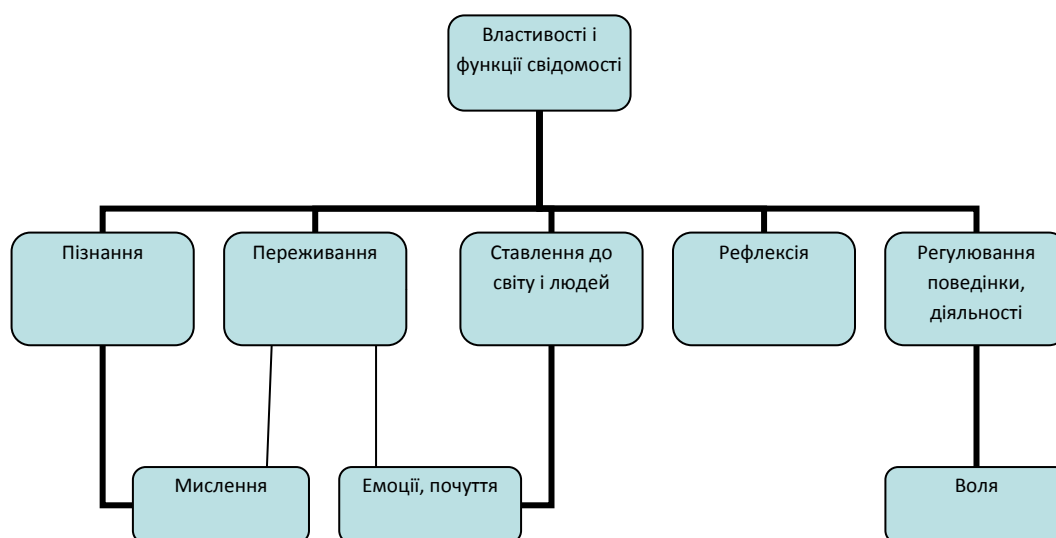 Властивості і
функції свідомості
Пізнання
Переживання
Ставлення до
світу і людей
Рефлексія
Регулювання
поведінки,
діяльності
Мислення
Емоції, почуття
Воля